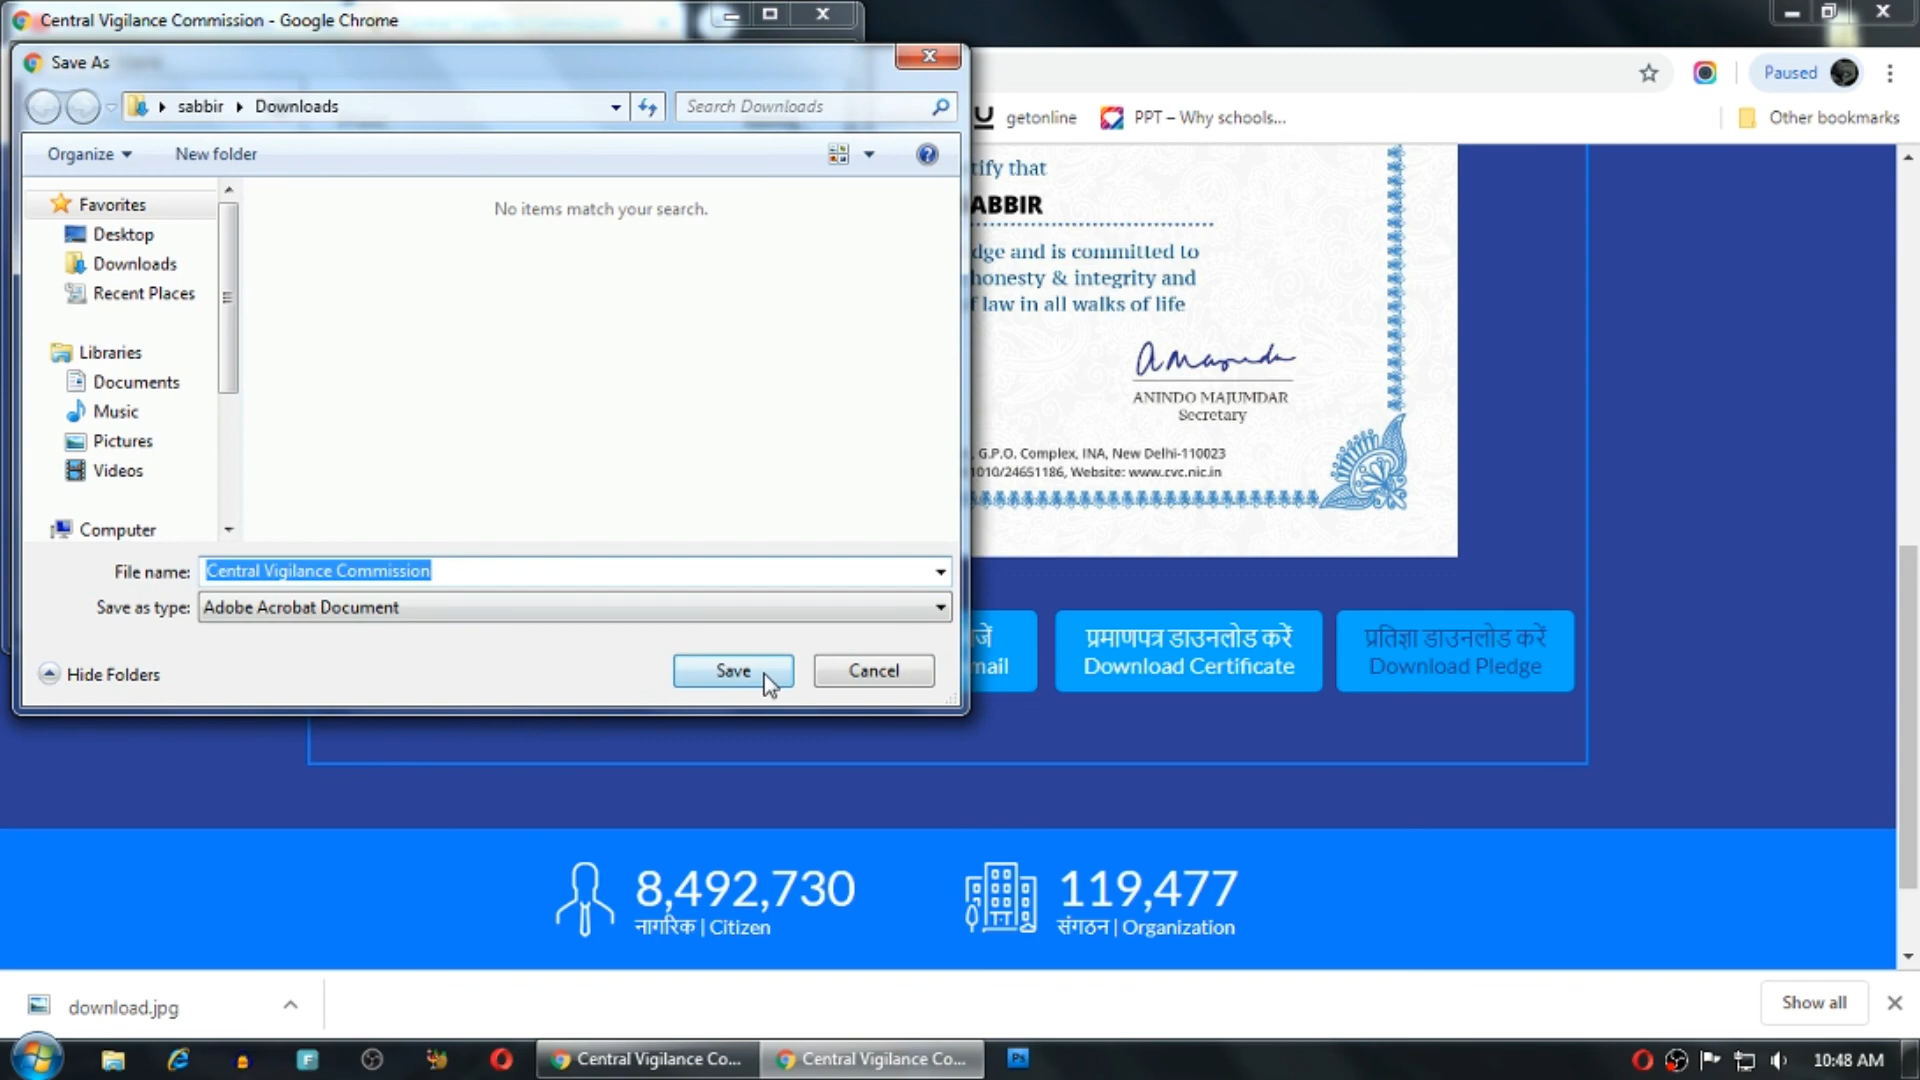 Central Vigilance Commission - Google Chrome
Save As
sabbir
Downloads
Search Downloads
Organize
New folder
No items match your search.
Favorites
Desktop
Downloads
Recent Places
Libraries
Documents
Music
Pictures
Videos
Computer
File name: Central Vigilance Commission
Save as type: Adobe Acrobat Document
Hide Folders
Save
Cancel
Paused
getonline
PPT – Why schools...
Other bookmarks
tify that
ABBIR
dge and is committed to
honesty & integrity and
law in all walks of life
ANINDO MAJUMDAR
Secretary
G.P.O. Complex, INA, New Delhi-110023
1010/24651186, Website: www.cvc.nic.in
जें
mail
प्रमाणपत्र डाउनलोड करें
Download Certificate
प्रतिज्ञा डाउनलोड करें
Download Pledge
8,492,730
नागरिक | Citizen
119,477
संगठन | Organization
download.jpg
Show all
Central Vigilance Co...
Central Vigilance Co...
Ps
10:48 AM